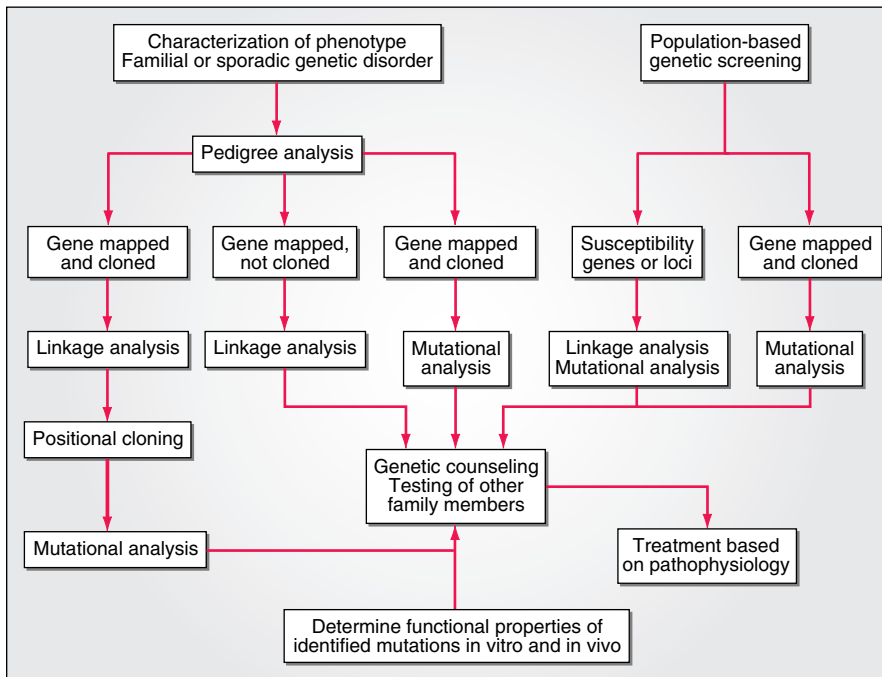 Characterization of phenotype
Familial or sporadic genetic disorder
Population-based
genetic screening
Pedigree analysis
Gene mapped
and cloned
Gene mapped,
not cloned
Gene mapped
and cloned
Susceptibility
genes or loci
Gene mapped
and cloned
Linkage analysis
Linkage analysis
Mutational
analysis
Linkage analysis
Mutational analysis
Mutational
analysis
Positional cloning
Genetic counseling
Testing of other
family members
Mutational analysis
Treatment based
on pathophysiology
Determine functional properties of
identified mutations in vitro and in vivo